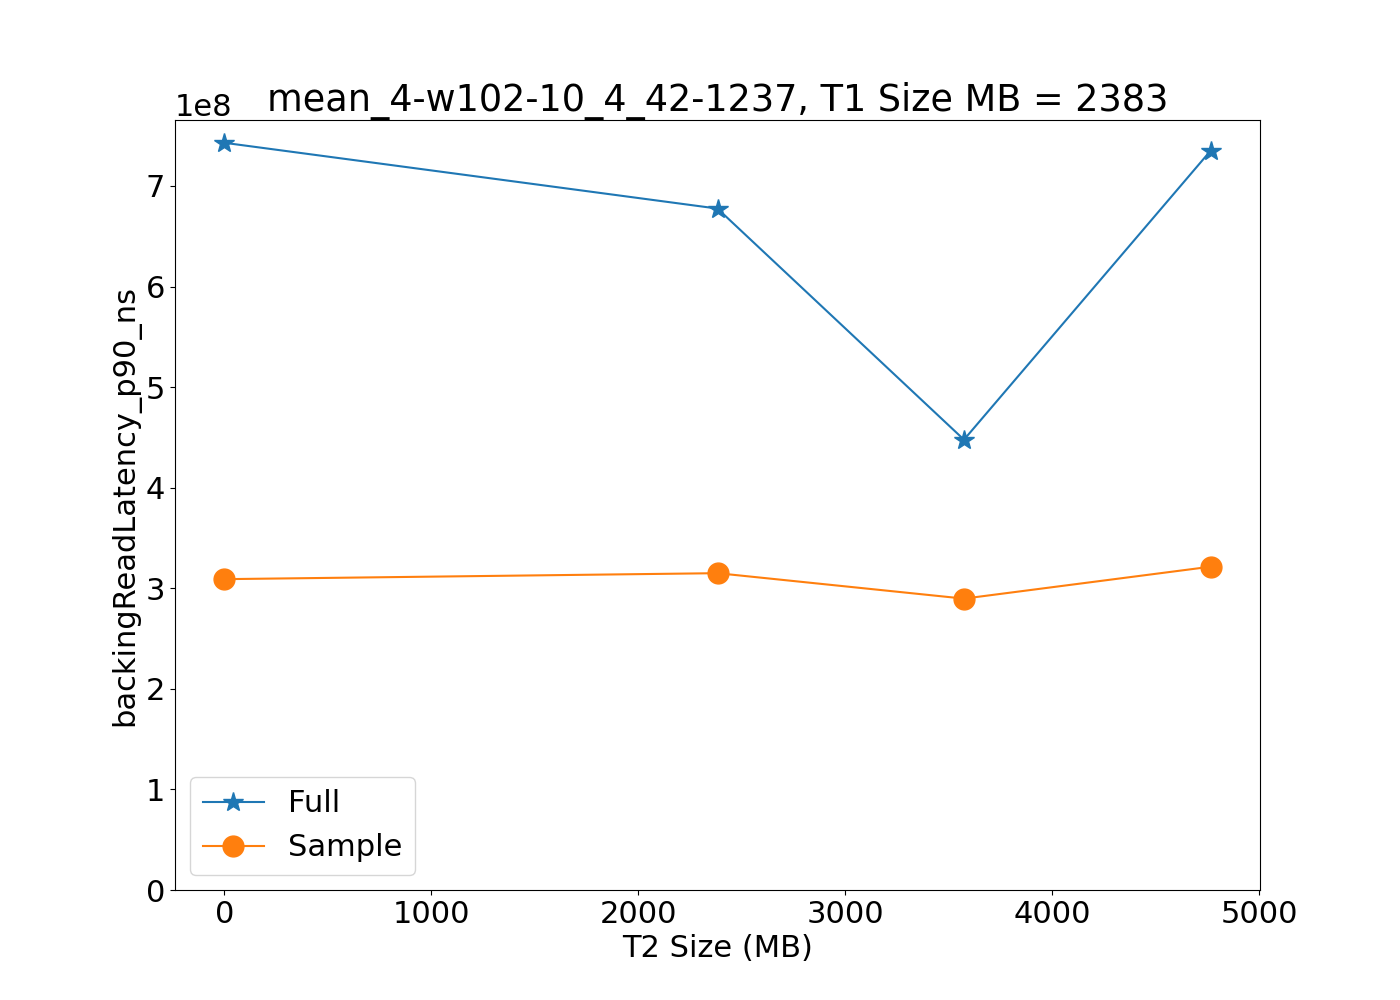 1e8
mean_4-w102-10_4_42-1237, T1 Size MB = 2383
7
6
5
4
3
2
1
0
backingReadLatency_p90_ns
Full
Sample
0 1000 2000 3000 4000 5000
T2 Size (MB)